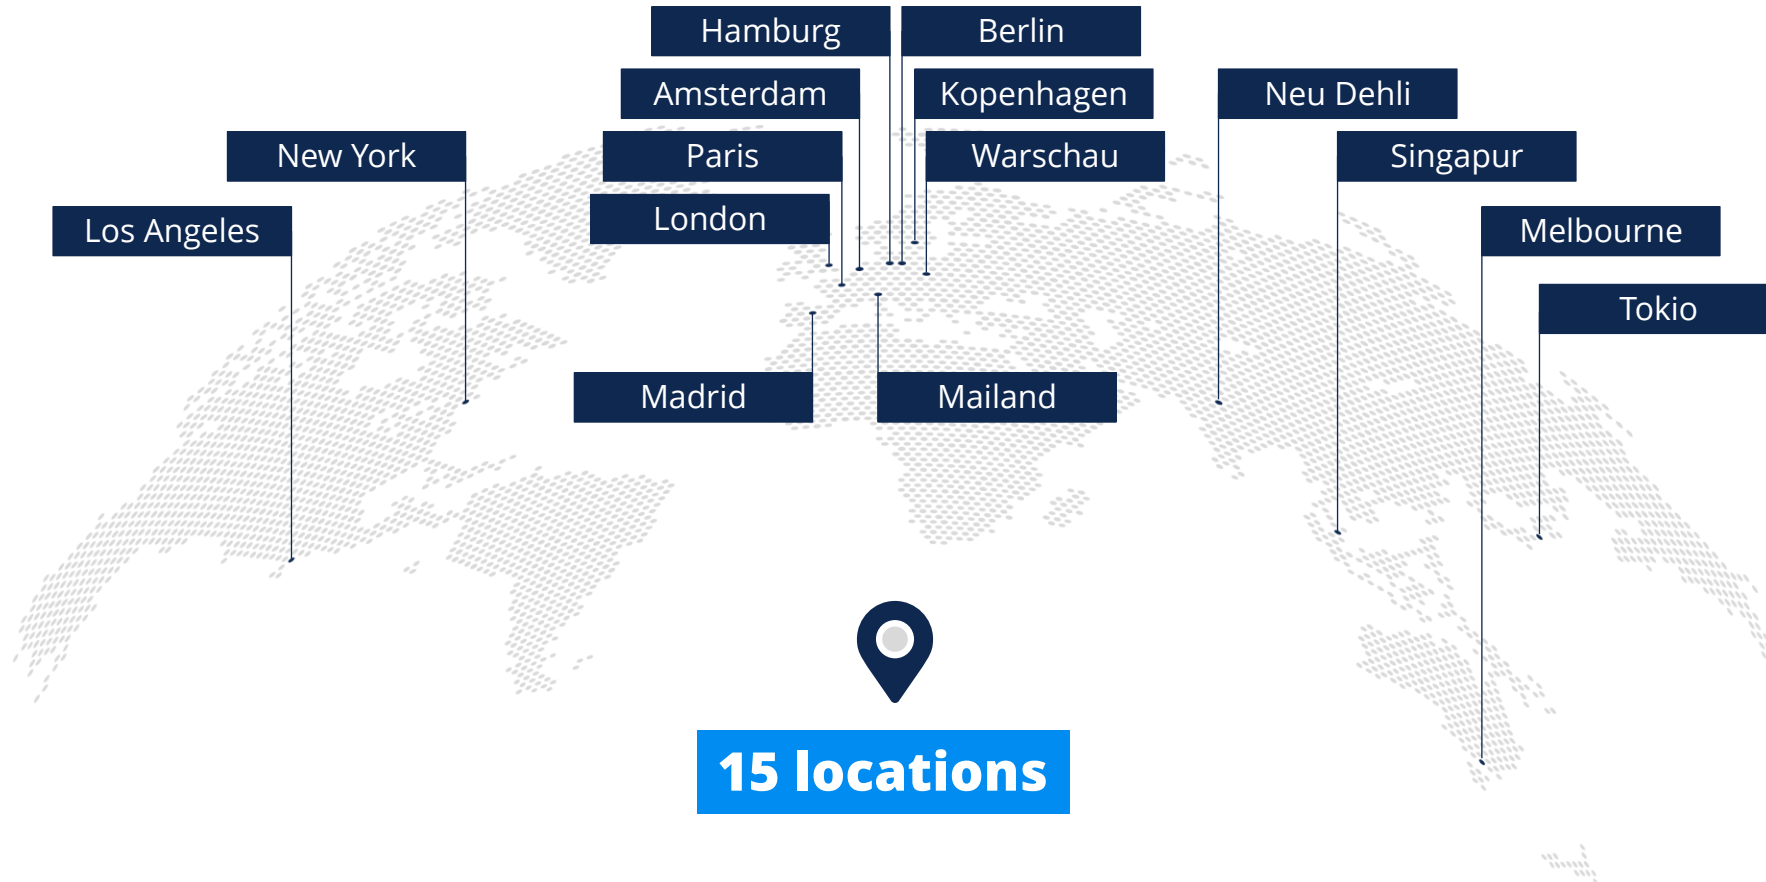 Hamburg
Berlin
Amsterdam
Kopenhagen
Neu Dehli
New York
Paris
Warschau
Singapur
Los Angeles
London
Melbourne
Tokio
Madrid
Mailand
15 locations